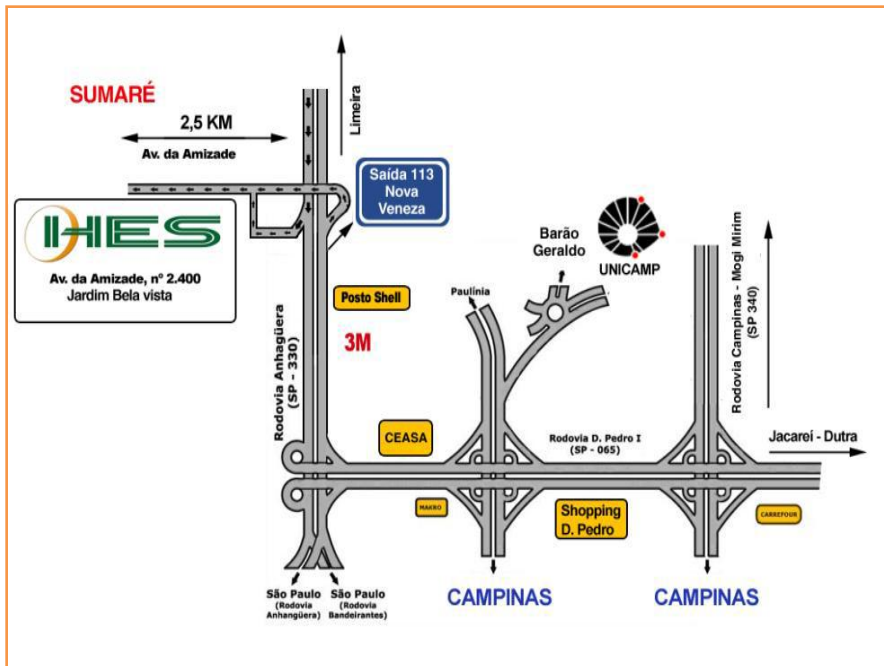 SUMARÉ
2,5 KM
Av. da Amizade
Limeira
Saída 113
Nova
Veneza
HES
Av. da Amizade, nº 2.400
Jardim Bela vista
Barão
Geraldo
UNICAMP
Paulínia
Posto Shell
3M
Rodovia Anhagüera
(SP - 330)
Rodovia Campinas - Mogi Mirim
(SP 340)
CEASA
Rodovia D. Pedro I
(SP - 065)
Jacareí - Dutra
MAKRO
Shopping
D. Pedro
CARREFOUR
São Paulo
(Rodovia
Anhangüera)
São Paulo
(Rodovia
Bandeirantes)
CAMPINAS
CAMPINAS